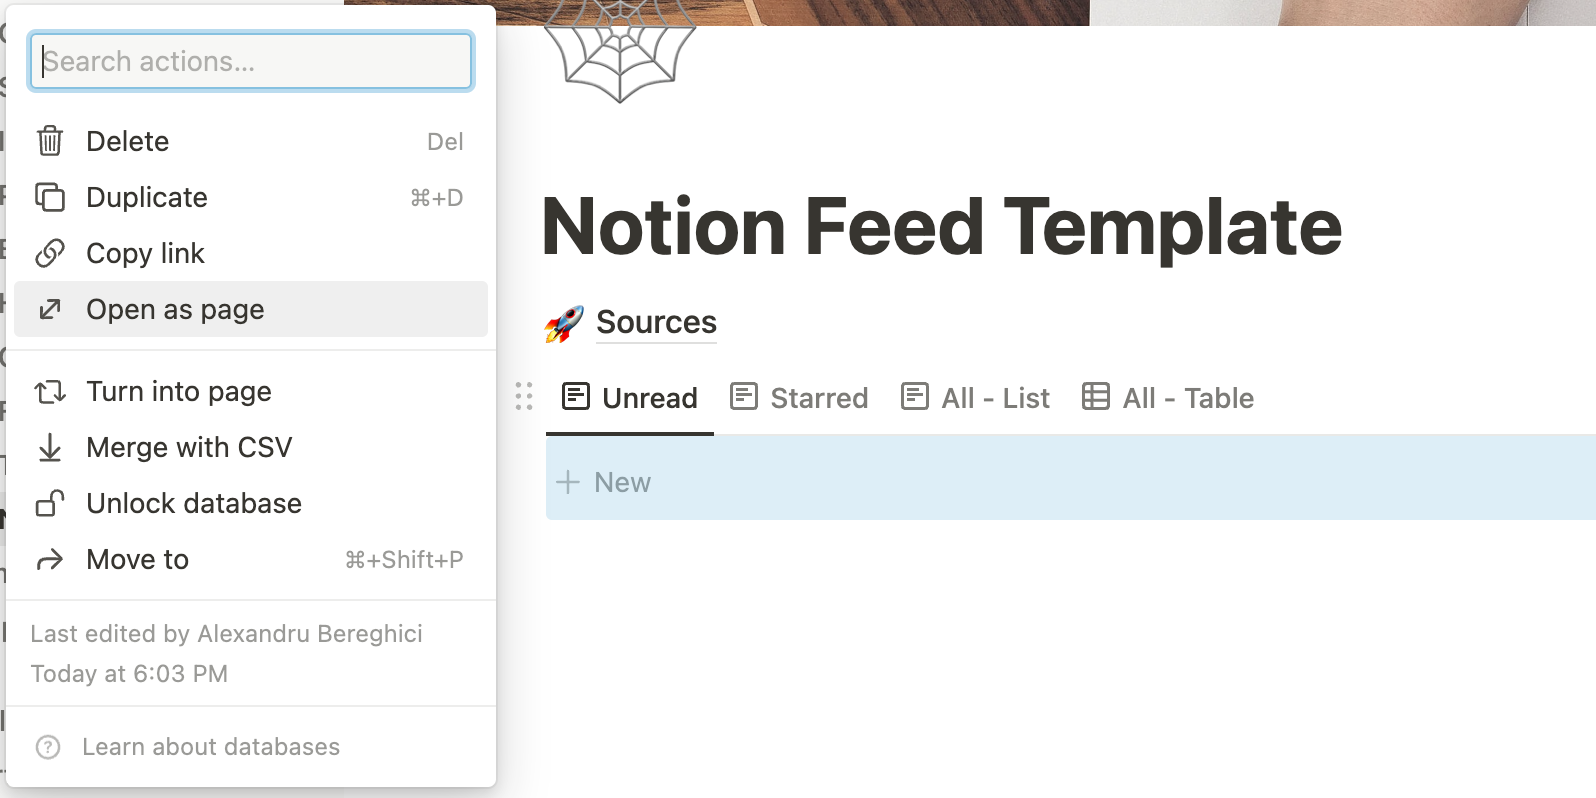 Search actions...
Delete Del
Duplicate ⌘+D
Copy link
Open as page
Turn into page
Merge with CSV
Unlock database
Move to ⌘+Shift+P
Last edited by Alexandru Bereghici
Today at 6:03 PM
Learn about databases
Notion Feed Template
Sources
Unread Starred All - List All - Table
New